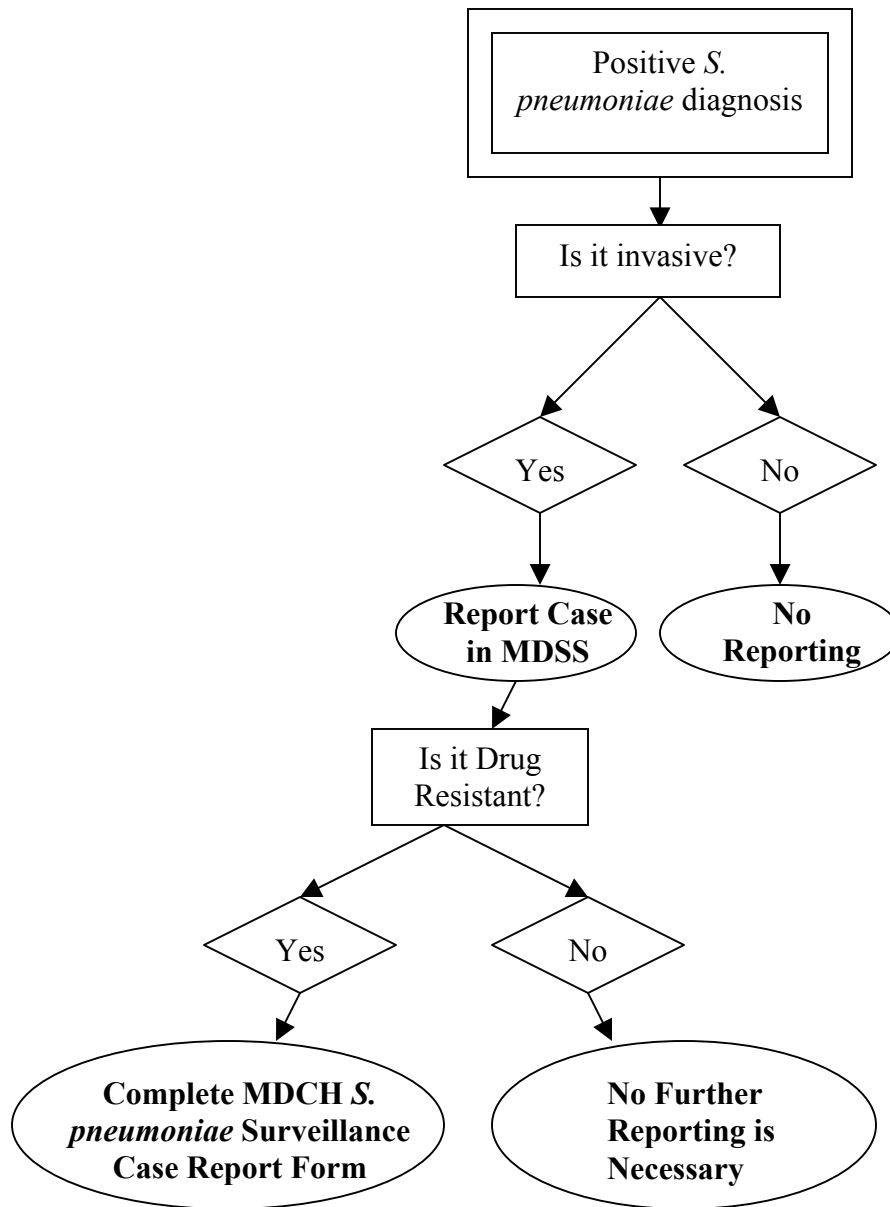 Positive S.
pneumoniae diagnosis
Is it invasive?
Yes
No
Report Case
in MDSS
No
Reporting
Is it Drug
Resistant?
Yes
No
Complete MDCH S.
pneumoniae Surveillance
Case Report Form
No Further
Reporting is
Necessary